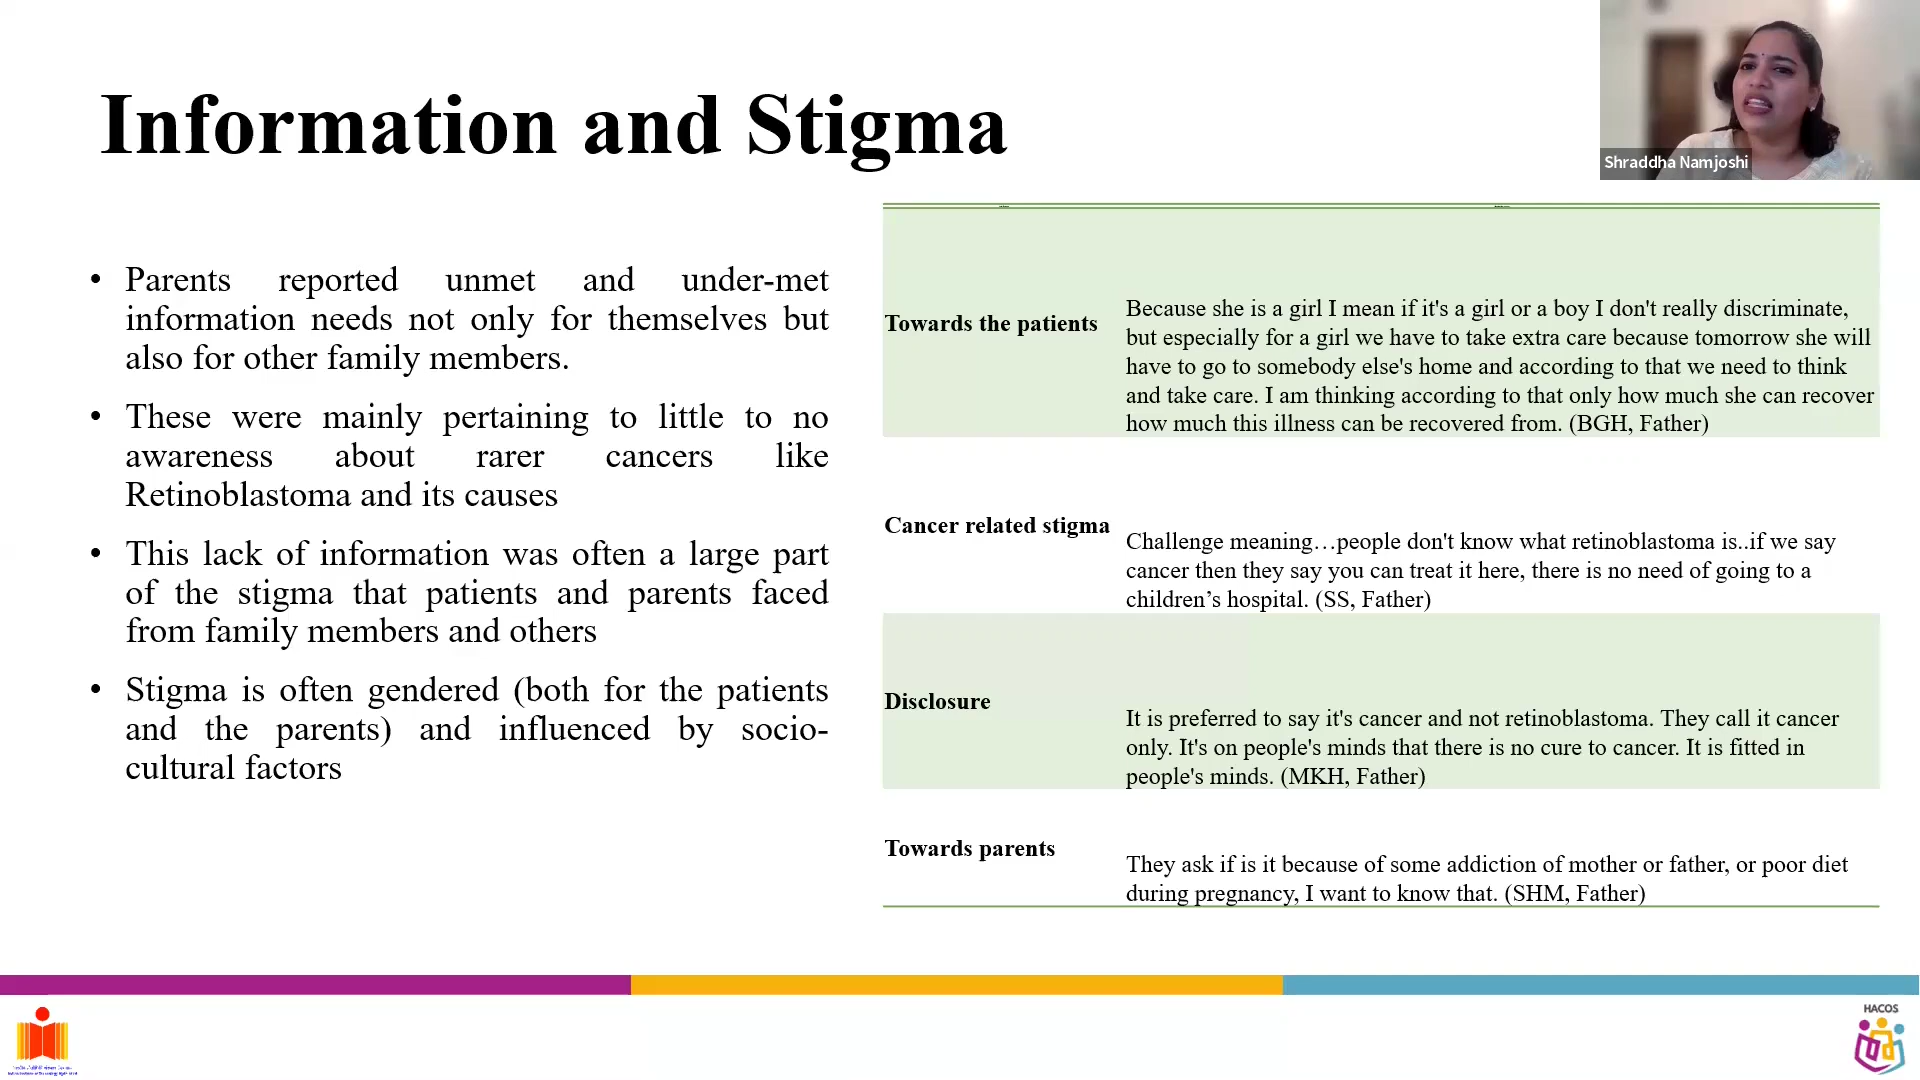 Information and Stigma
Shraddha Namjoshi
• Parents reported unmet and under-met
information needs not only for themselves but
also for other family members.
• These were mainly pertaining to little to no
awareness about rarer cancers like
Retinoblastoma and its causes
• This lack of information was often a large part
of the stigma that patients and parents faced
from family members and others
• Stigma is often gendered (both for the patients
and the parents) and influenced by socio-
cultural factors
Towards the patients
Because she is a girl I mean if it's a girl or a boy I don't really discriminate,
but especially for a girl we have to take extra care because tomorrow she will
have to go to somebody else's home and according to that we need to think
and take care. I am thinking according to that only how much she can recover
how much this illness can be recovered from. (BGH, Father)
Cancer related stigma
Challenge meaning…people don't know what retinoblastoma is..if we say
cancer then they say you can treat it here, there is no need of going to a
children’s hospital. (SS, Father)
Disclosure
It is preferred to say it's cancer and not retinoblastoma. They call it cancer
only. It's on people's minds that there is no cure to cancer. It is fitted in
people's minds. (MKH, Father)
Towards parents
They ask if is it because of some addiction of mother or father, or poor diet
during pregnancy, I want to know that. (SHM, Father)
HACOS